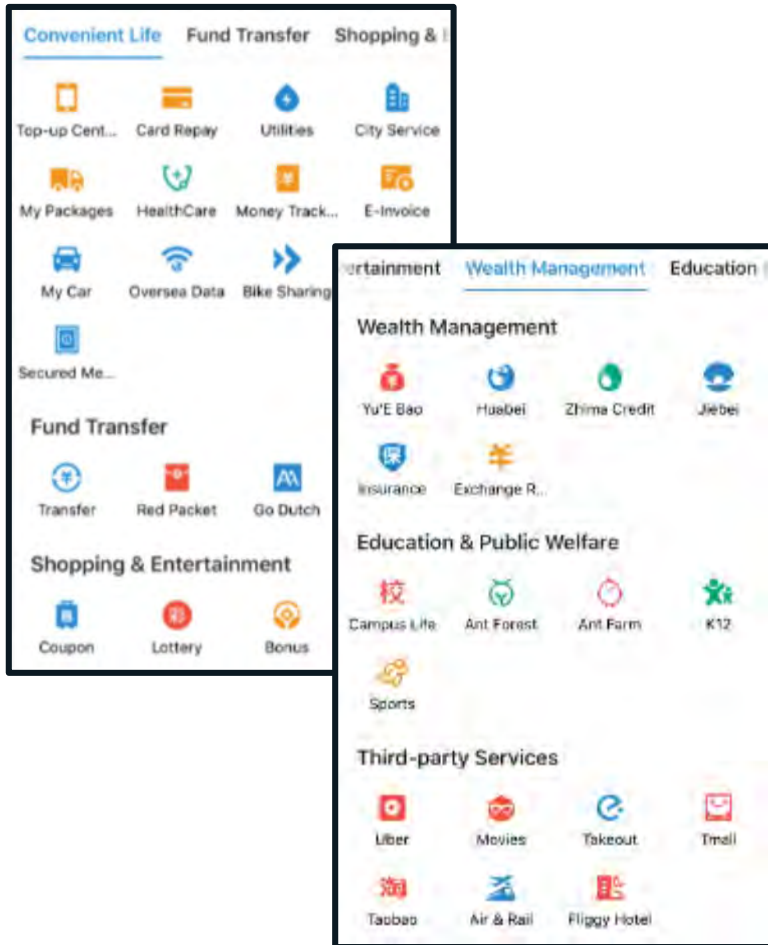 Convenient Life Fund Transfer Shopping &
Top-up Cent... Card Repay Utilities City Service
My Packages HealthCare Money Track... E-Invoice
My Car Oversea Data Bike Sharing
Secured Me...
Fund Transfer
Transfer Red Packet Go Dutch
Shopping & Entertainment
彩
Coupon Lottery Bonus
ertainment Wealth Management Education
Wealth Management
Yu'E Bao Huabei Zhima Credit Jiebei
保
Insurance Exchange R...
Education & Public Welfare
校
Campus Life Ant Forest Ant Farm K12
Sports
Third-party Services
Uber Movies Takeout Tmall
淘
Taobao Air & Rail Fliggy Hotel